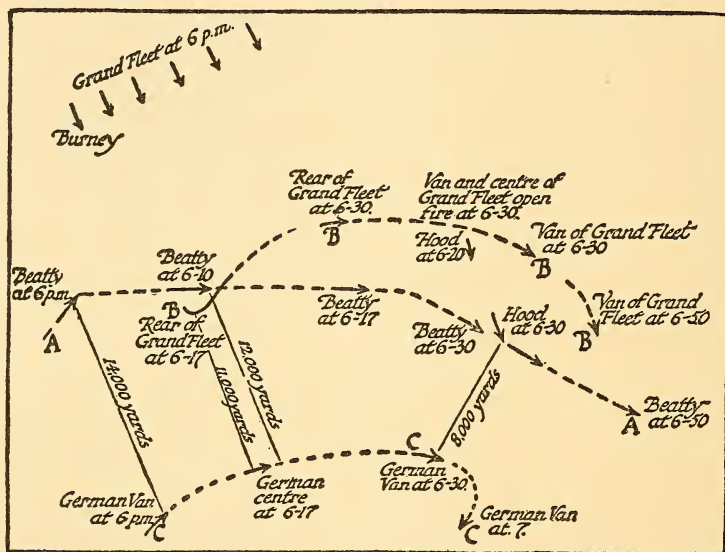 Grand Fleet at 6 p.m.
Burney
Rear of
Grand Fleet
at 6-30.
Van and centre of
Grand Fleet open
fire at 6-30.
B
Hood
at 6-20
Van of Grand Fleet
at 6-30
B
Beatty
at 6 p.m.
A
Beatty
at 6-10
B
Rear of
Grand Fleet
at 6-17
Beatty
at 6-17
Beatty
at 6-30
Hood
at 6-30
Van of Grand
Fleet at 6-50
B
A
Beatty
at 6-50
14,000 yards
11,000 yards
12,000 yards
8,000 yards
German Van
at 6 p.m.
C
German
centre
at 6-17
C
German
Van at 6-30.
C
German Van
at 7.